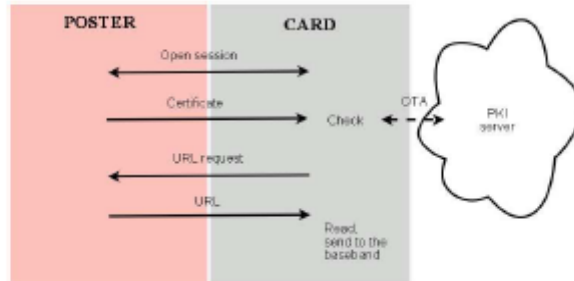 POSTER CARD
Open session
Certificate
OTA
Check
PKI
server
URL request
URL
Read,
send to the
baseband